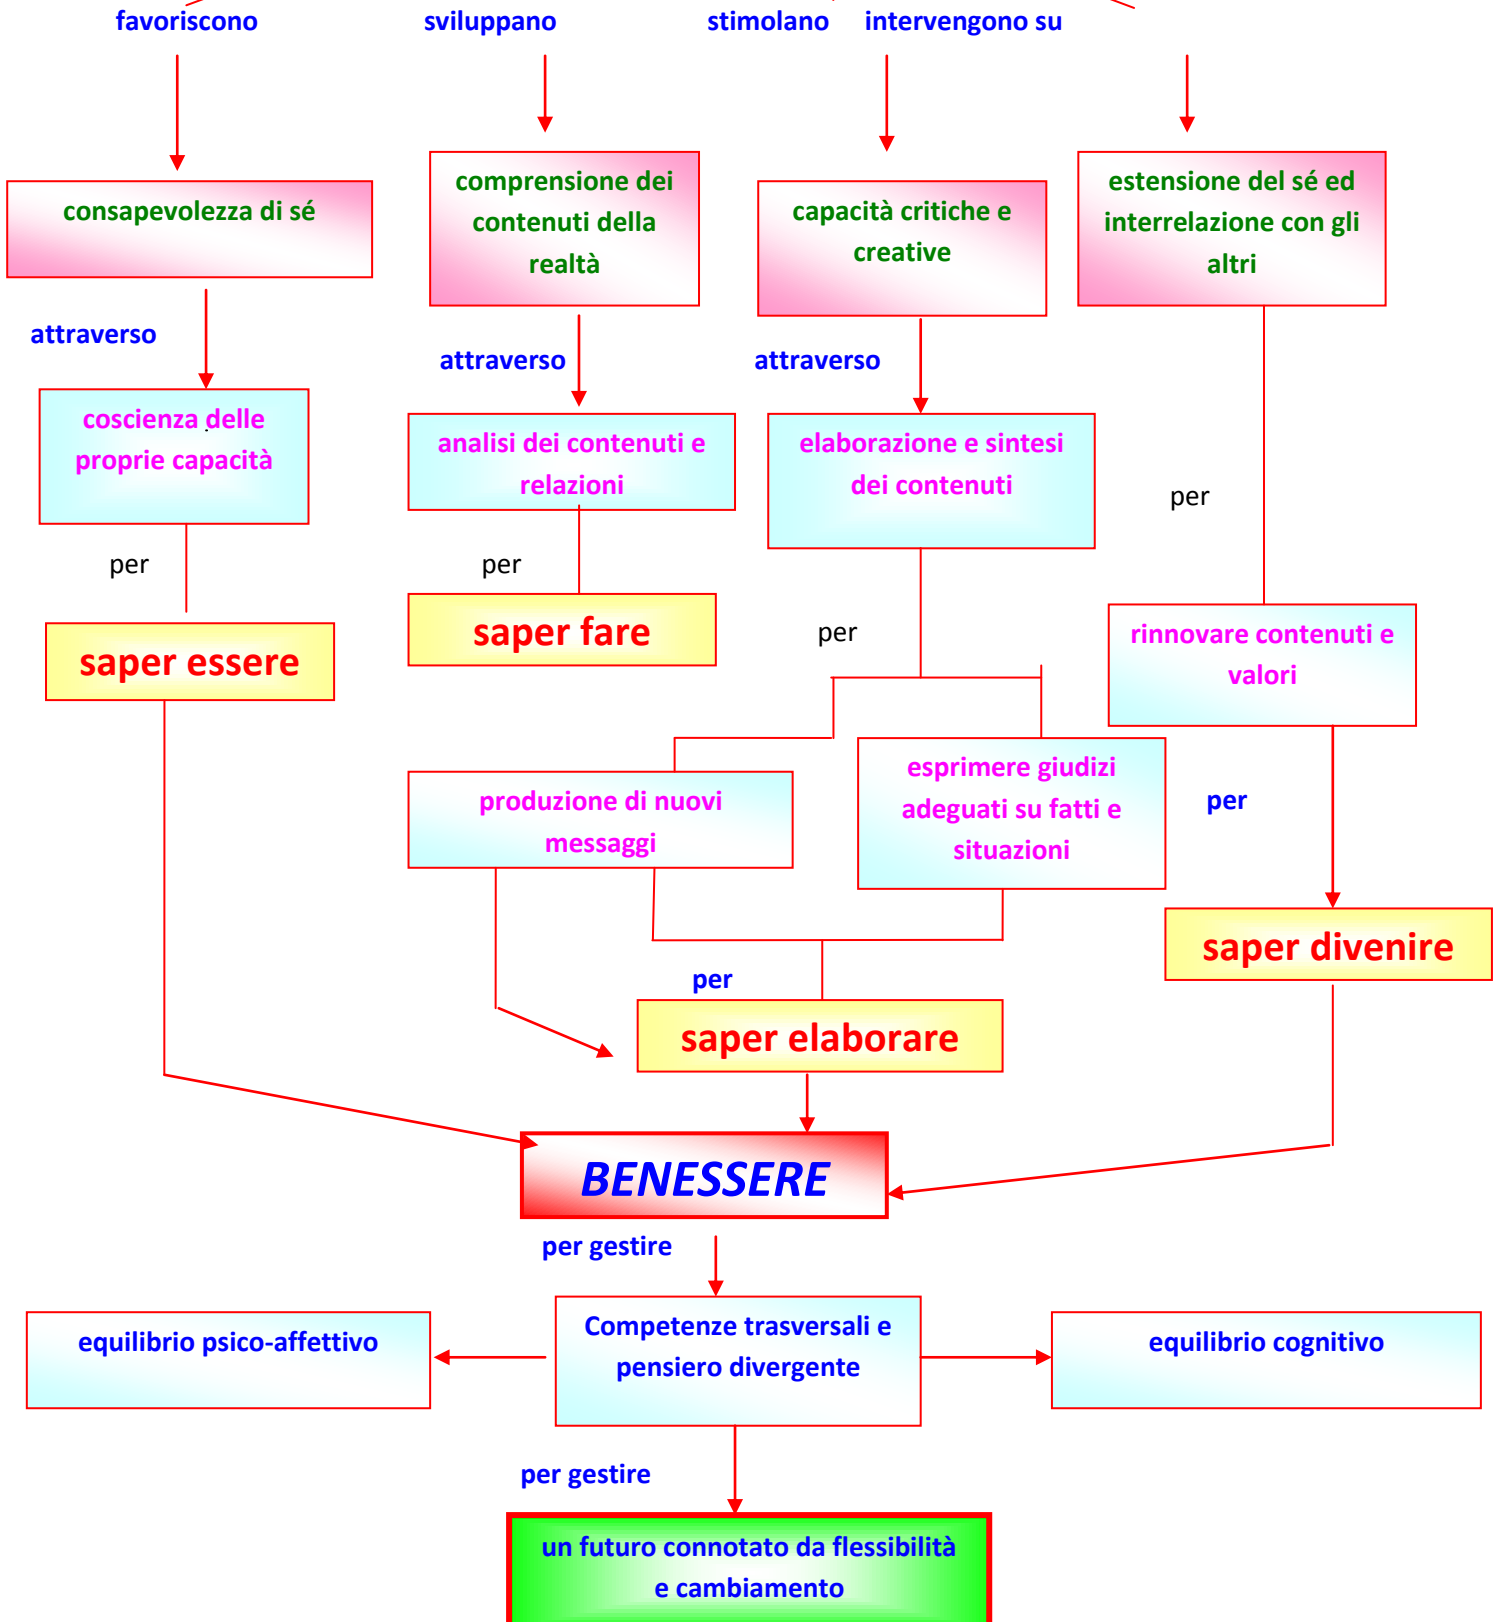 favoriscono
sviluppano
stimolano
intervengono su
consapevolezza di sé
comprensione dei
contenuti della
realtà
capacità critiche e
creative
estensione del sé ed
interrelazione con gli
altri
attraverso
attraverso
attraverso
coscienza delle
proprie capacità
analisi dei contenuti e
relazioni
elaborazione e sintesi
dei contenuti
per
per
per
per
saper essere
saper fare
rinnovare contenuti e
valori
produzione di nuovi
messaggi
esprimere giudizi
adeguati su fatti e
situazioni
per
saper divenire
per
saper elaborare
BENESSERE
per gestire
equilibrio psico-affettivo
Competenze trasversali e
pensiero divergente
equilibrio cognitivo
per gestire
un futuro connotato da flessibilità
e cambiamento